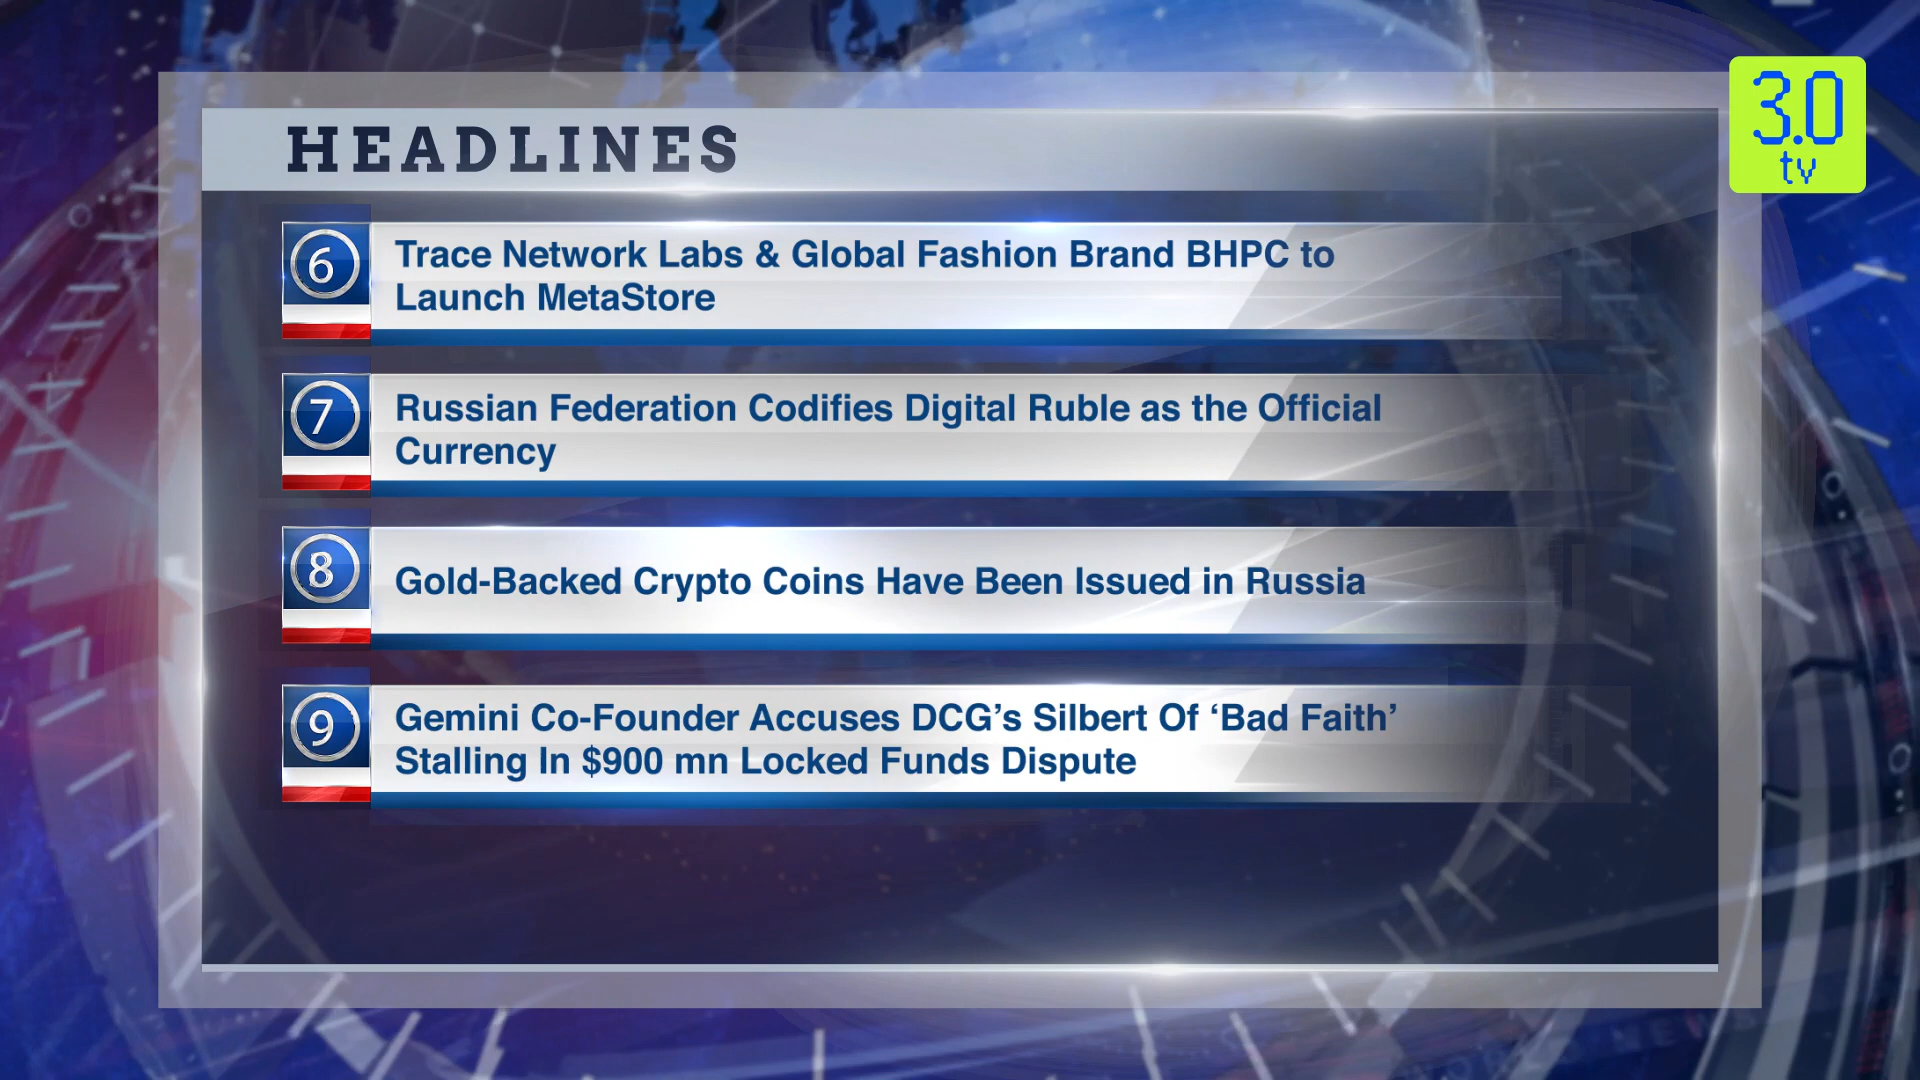 HEADLINES
3.0
tv
6
Trace Network Labs & Global Fashion Brand BHPC to
Launch MetaStore
7
Russian Federation Codifies Digital Ruble as the Official
Currency
8
Gold-Backed Crypto Coins Have Been Issued in Russia
9
Gemini Co-Founder Accuses DCG’s Silbert Of ‘Bad Faith’
Stalling In $900 mn Locked Funds Dispute